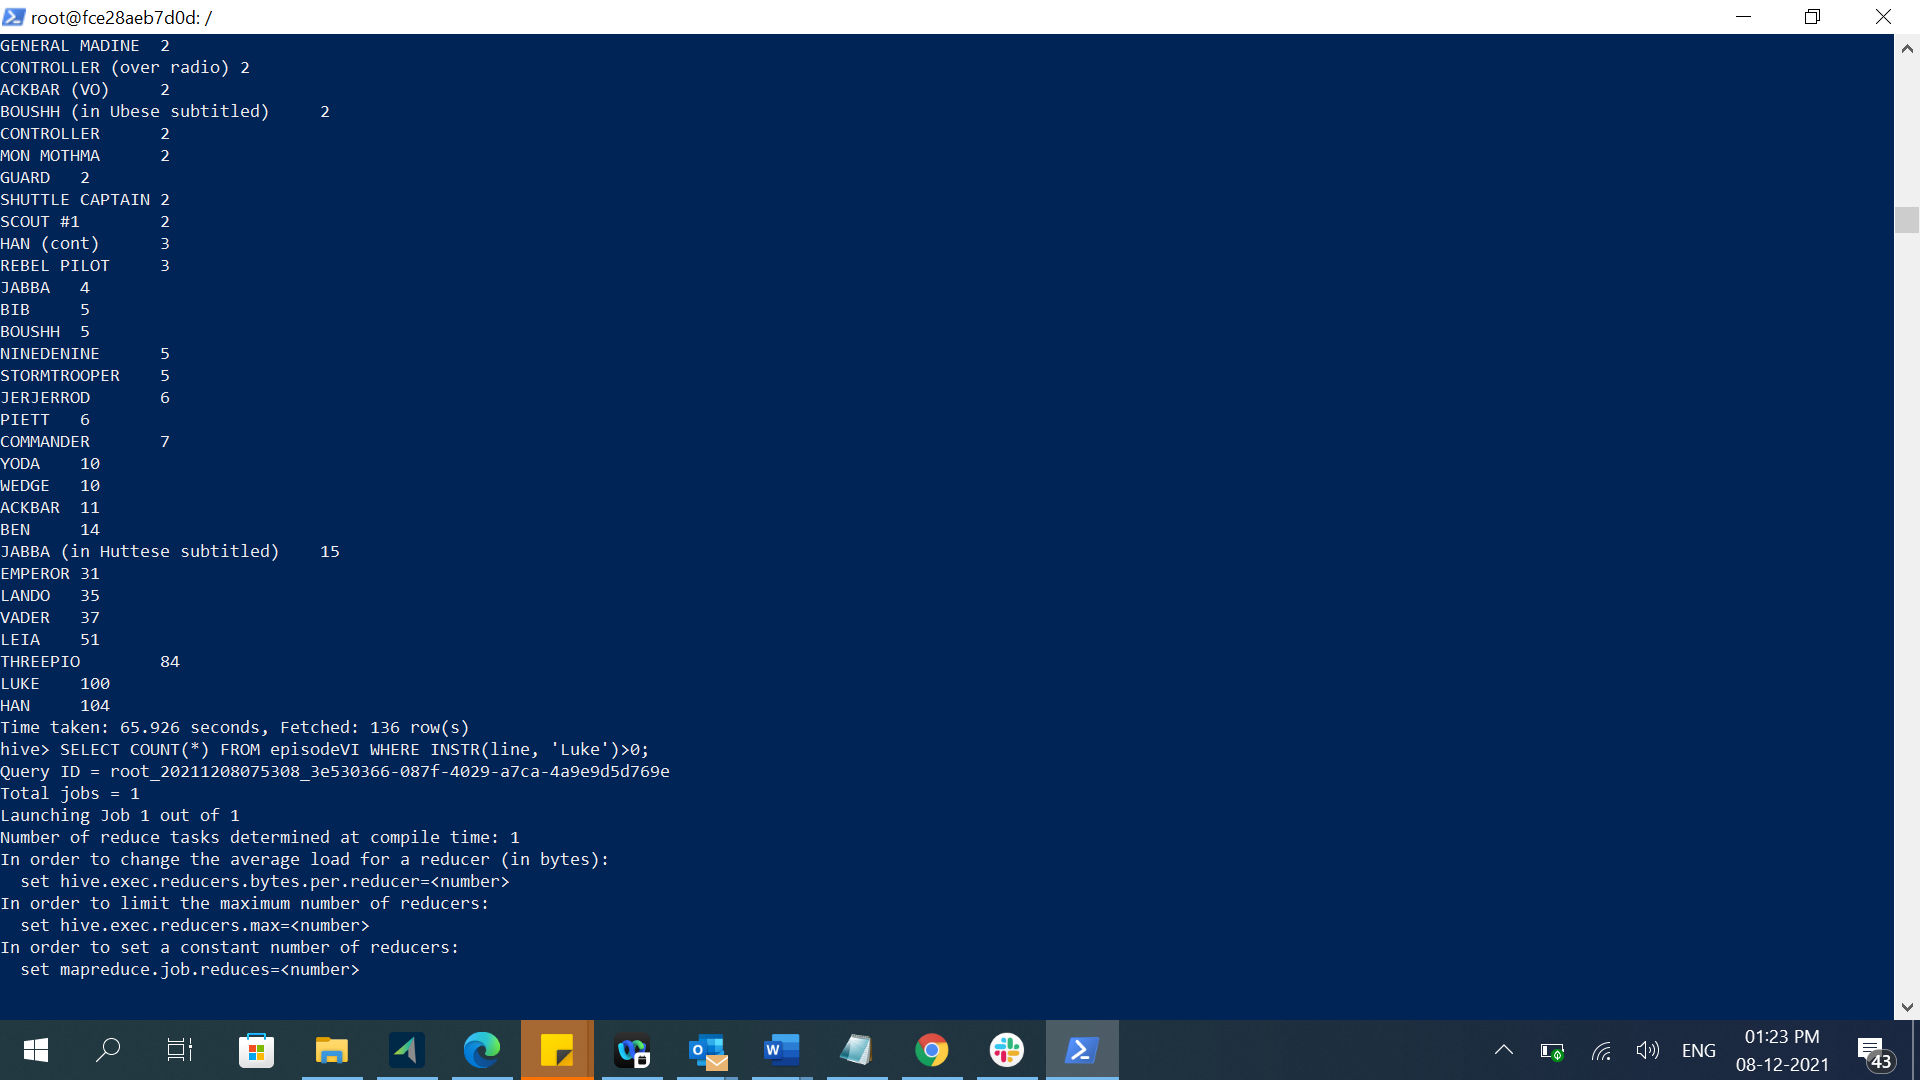 root@fce28aeb7d0d: /
GENERAL MADINE  2
CONTROLLER (over radio) 2
ACKBAR (VO)     2
BOUSHH (in Ubese subtitled)     2
CONTROLLER      2
MON MOTHMA      2
GUARD   2
SHUTTLE CAPTAIN 2
SCOUT #1        2
HAN (cont)      3
REBEL PILOT     3
JABBA   4
BIB     5
BOUSHH  5
NINEDENINE      5
STORMTROOPER    5
JERJERROD       6
PIETT   6
COMMANDER       7
YODA    10
WEDGE   10
ACKBAR  11
BEN     14
JABBA (in Huttese subtitled)    15
EMPEROR 31
LANDO   35
VADER   37
LEIA    51
THREEPIO        84
LUKE    100
HAN     104
Time taken: 65.926 seconds, Fetched: 136 row(s)
hive> SELECT COUNT(*) FROM episodeVI WHERE INSTR(line, 'Luke')>0;
Query ID = root_20211208075308_3e530366-087f-4029-a7ca-4a9e9d5d769e
Total jobs = 1
Launching Job 1 out of 1
Number of reduce tasks determined at compile time: 1
In order to change the average load for a reducer (in bytes):
  set hive.exec.reducers.bytes.per.reducer=<number>
In order to limit the maximum number of reducers:
  set hive.exec.reducers.max=<number>
In order to set a constant number of reducers:
  set mapreduce.job.reduces=<number>
ENG
01:23 PM
08-12-2021
43